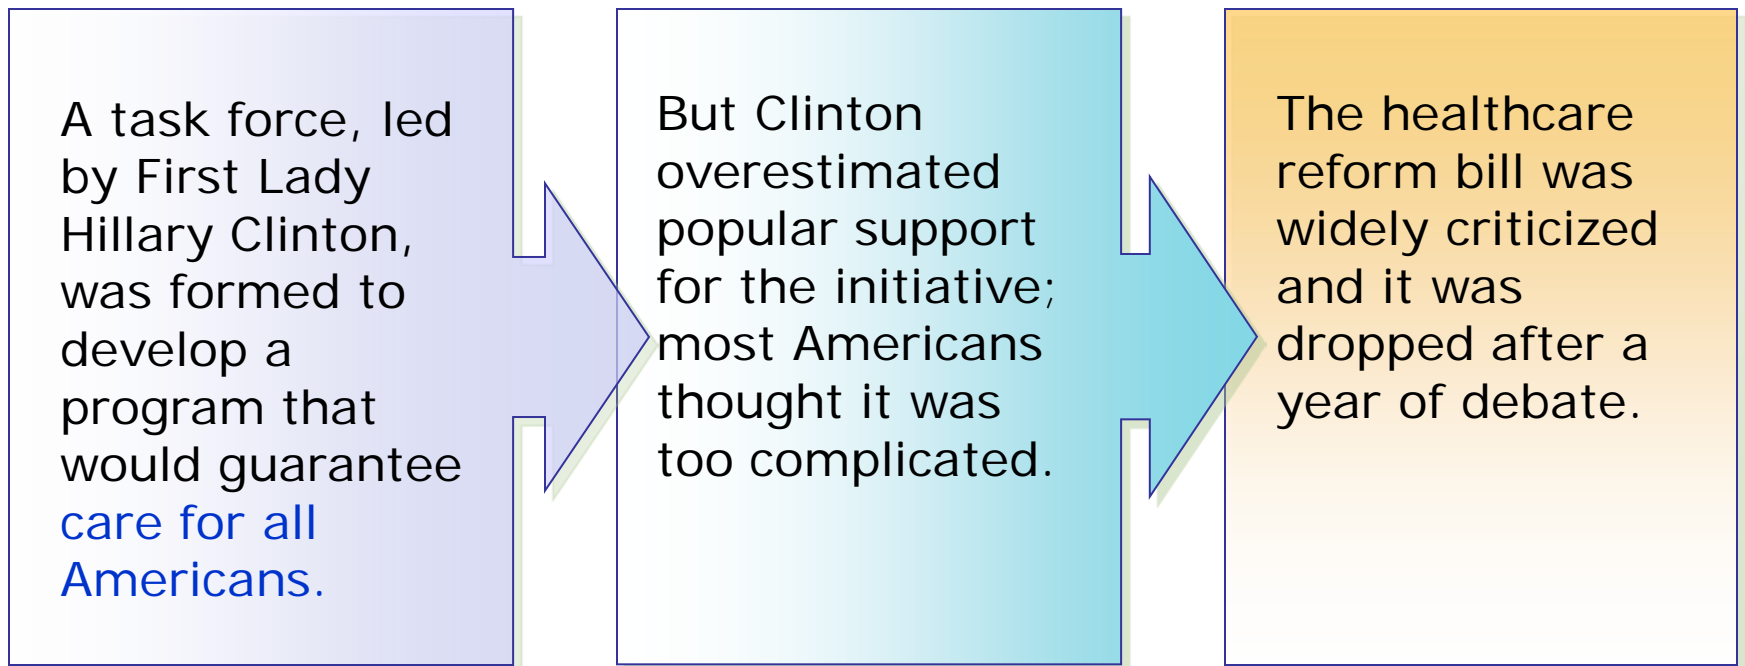 A task force, led
by First Lady
Hillary Clinton,
was formed to
develop a
program that
would guarantee
care for all
Americans.
But Clinton
overestimated
popular support
for the initiative;
most Americans
thought it was
too complicated.
The healthcare
reform bill was
widely criticized
and it was
dropped after a
year of debate.